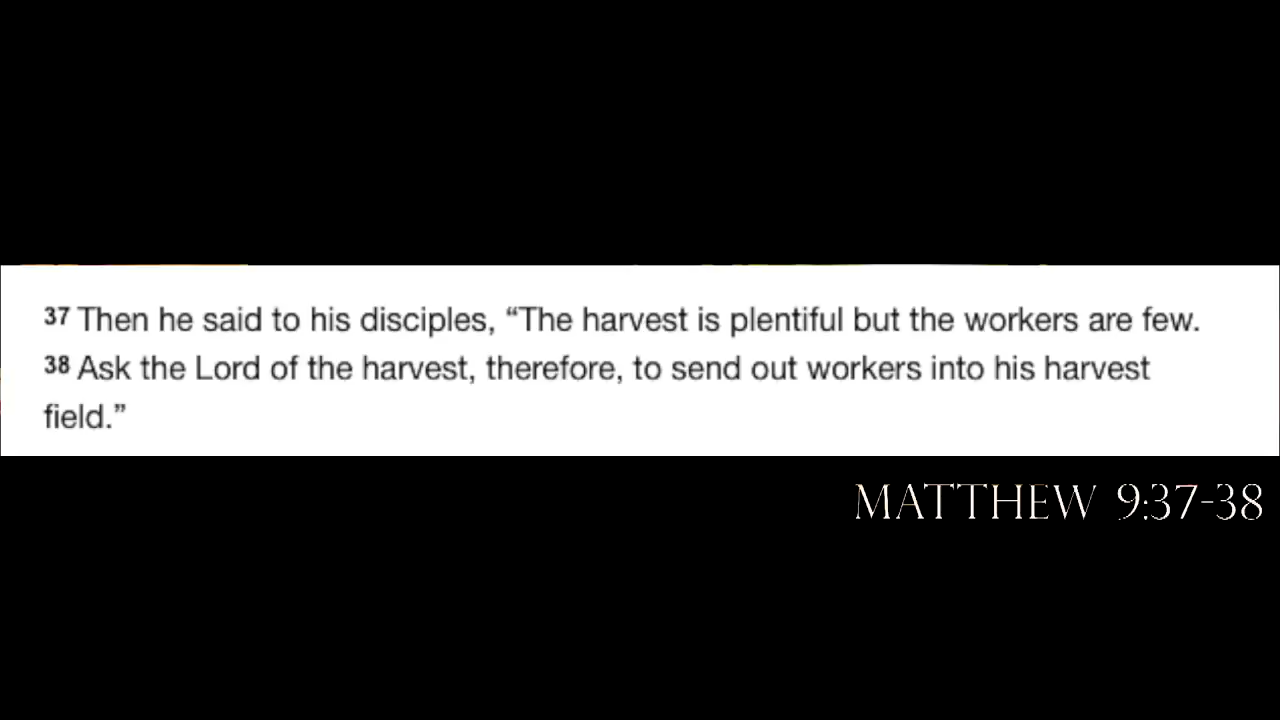 37 Then he said to his disciples, “The harvest is plentiful but the workers are few.
38 Ask the Lord of the harvest, therefore, to send out workers into his harvest
field.”
MATTHEW 9:37-38